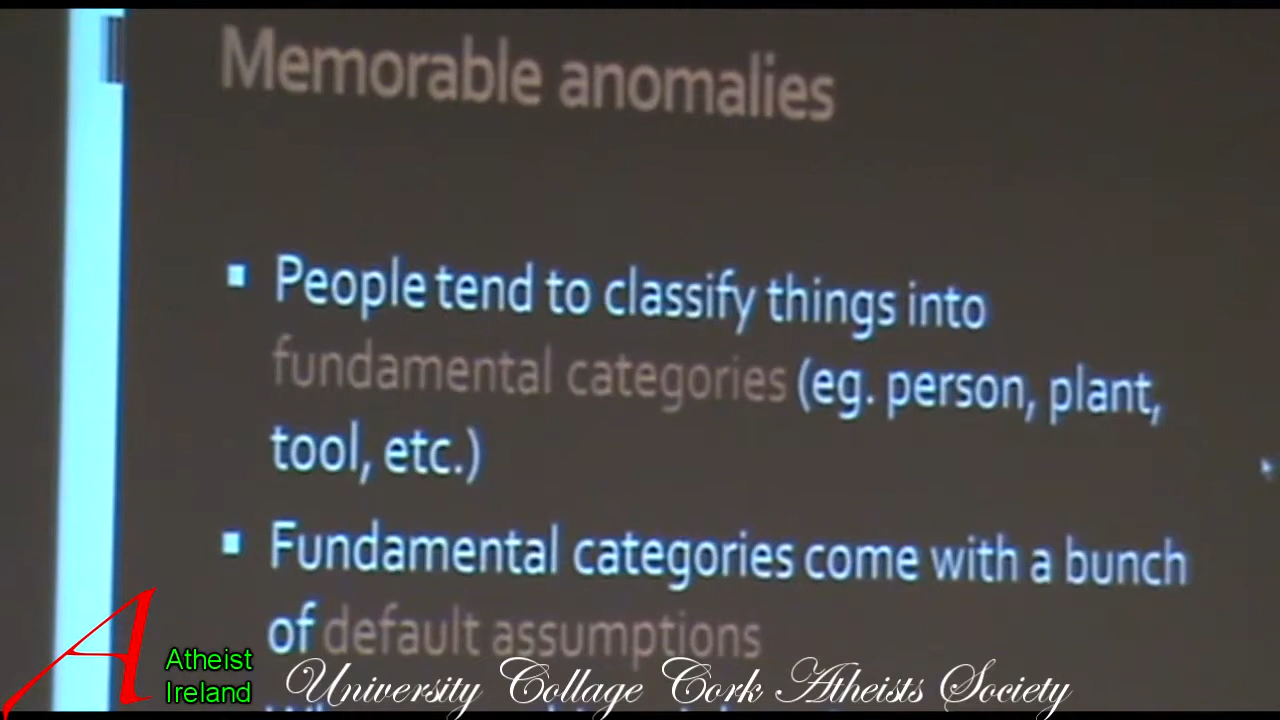 Memorable anomalies
▪ People tend to classify things into
fundamental categories (eg. person, plant,
tool, etc.)
▪ Fundamental categories come with a bunch
of default assumptions
Atheist
Ireland
University Collage Cork Atheists Society